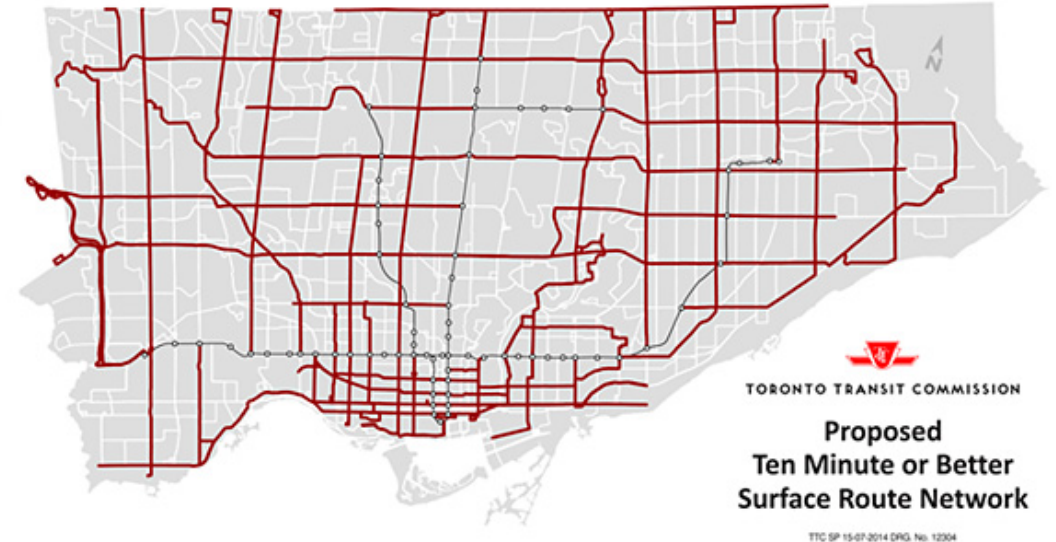 N
TORONTO TRANSIT COMMISSION
Proposed
Ten Minute or Better
Surface Route Network
TTC SP 15-07-2014 DRG. No. 12304